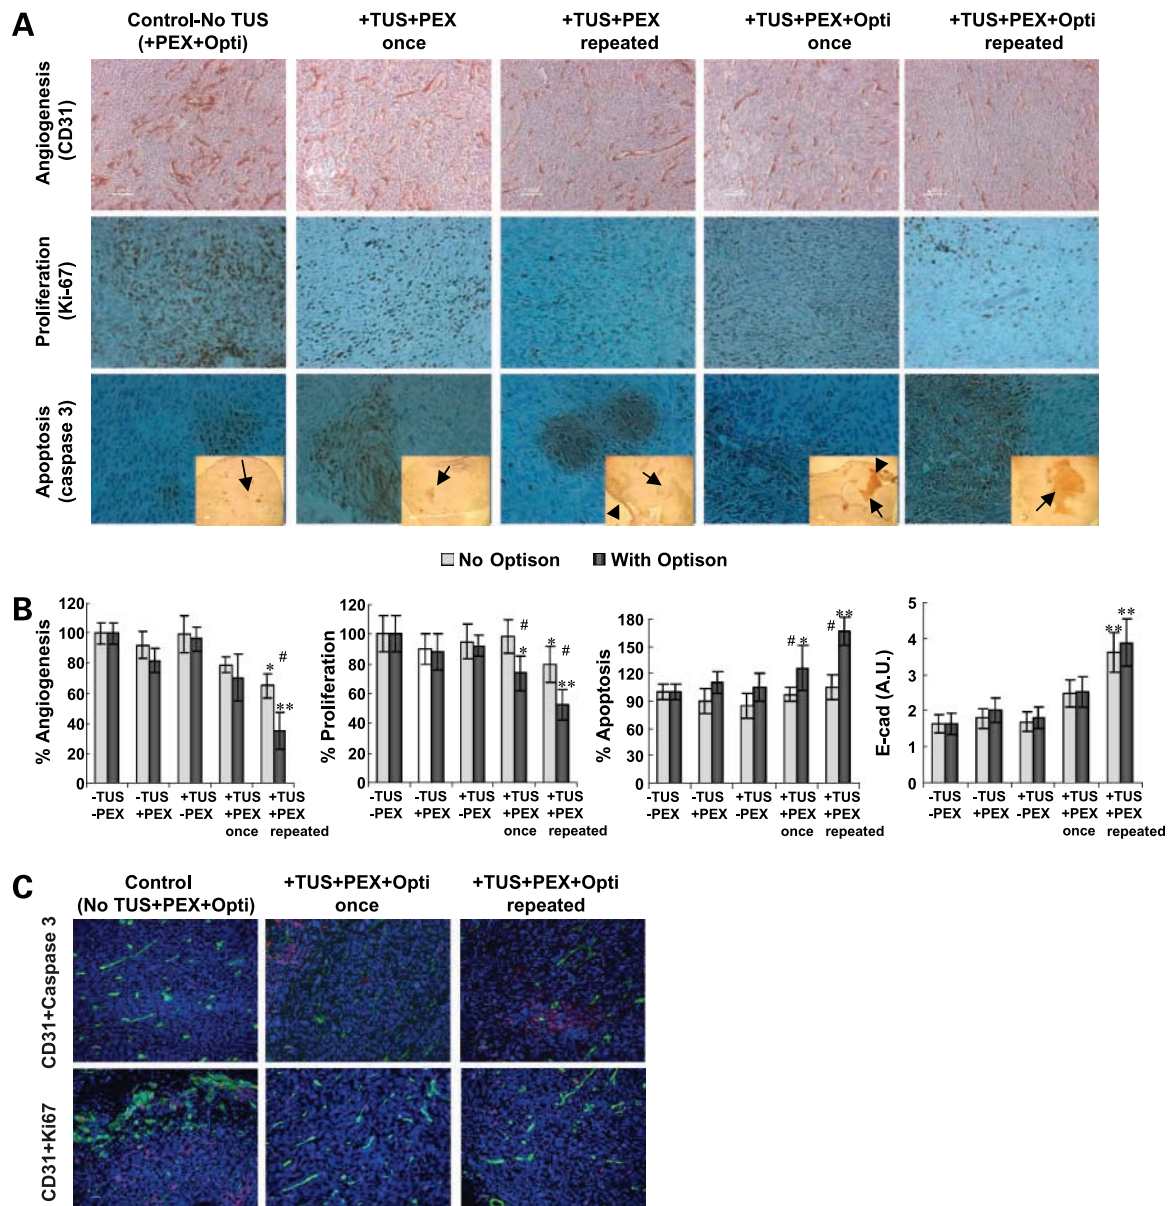 A
Control-No TUS
(+PEX+Opti)
+TUS+PEX
once
+TUS+PEX
repeated
+TUS+PEX+Opti
once
+TUS+PEX+Opti
repeated
Angiogenesis
(CD31)
Proliferation
(Ki-67)
Apoptosis
(caspase 3)
No Optison
With Optison
B
% Angiogenesis
120
100
80
60
40
20
0
*
#
**
-TUS -TUS +TUS +TUS +TUS
-PEX +PEX -PEX +PEX +PEX
once repeated
% Proliferation
120
100
80
60
40
20
0
#
*
*
#
**
-TUS -TUS +TUS +TUS +TUS
-PEX +PEX -PEX +PEX +PEX
once repeated
% Apoptosis
210
180
150
120
90
60
30
0
# *
# **
-TUS -TUS +TUS +TUS +TUS
-PEX +PEX -PEX +PEX +PEX
once repeated
E-cad (A.U.)
5
4
3
2
1
0
**
**
-TUS -TUS +TUS +TUS +TUS
-PEX +PEX -PEX +PEX +PEX
once repeated
C
Control
(No TUS+PEX+Opti)
+TUS+PEX+Opti
once
+TUS+PEX+Opti
repeated
CD31+Caspase 3
CD31+Ki67